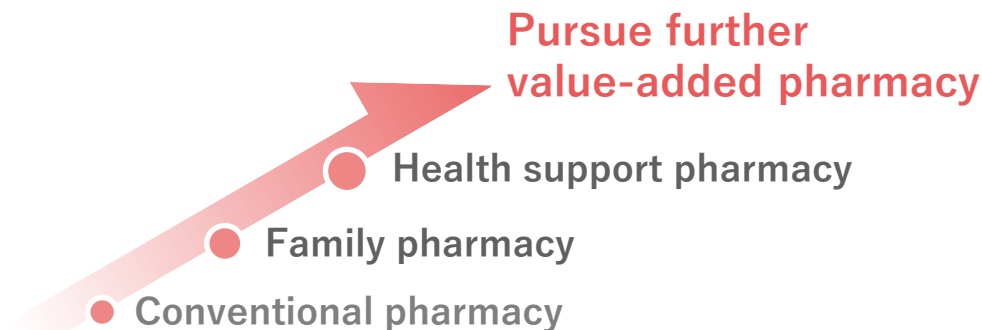 Pursue further
value-added pharmacy
Health support pharmacy
Family pharmacy
Conventional pharmacy